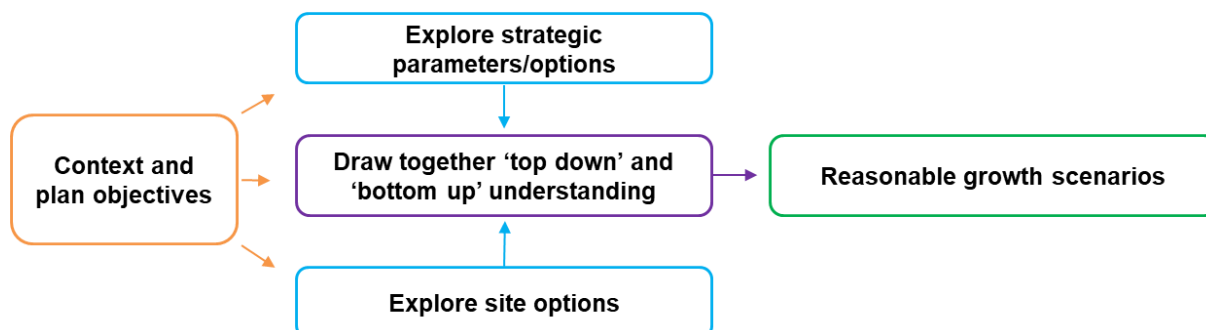 Explore strategic
parameters/options
Context and
plan objectives
Draw together ‘top down’ and
‘bottom up’ understanding
Reasonable growth scenarios
Explore site options